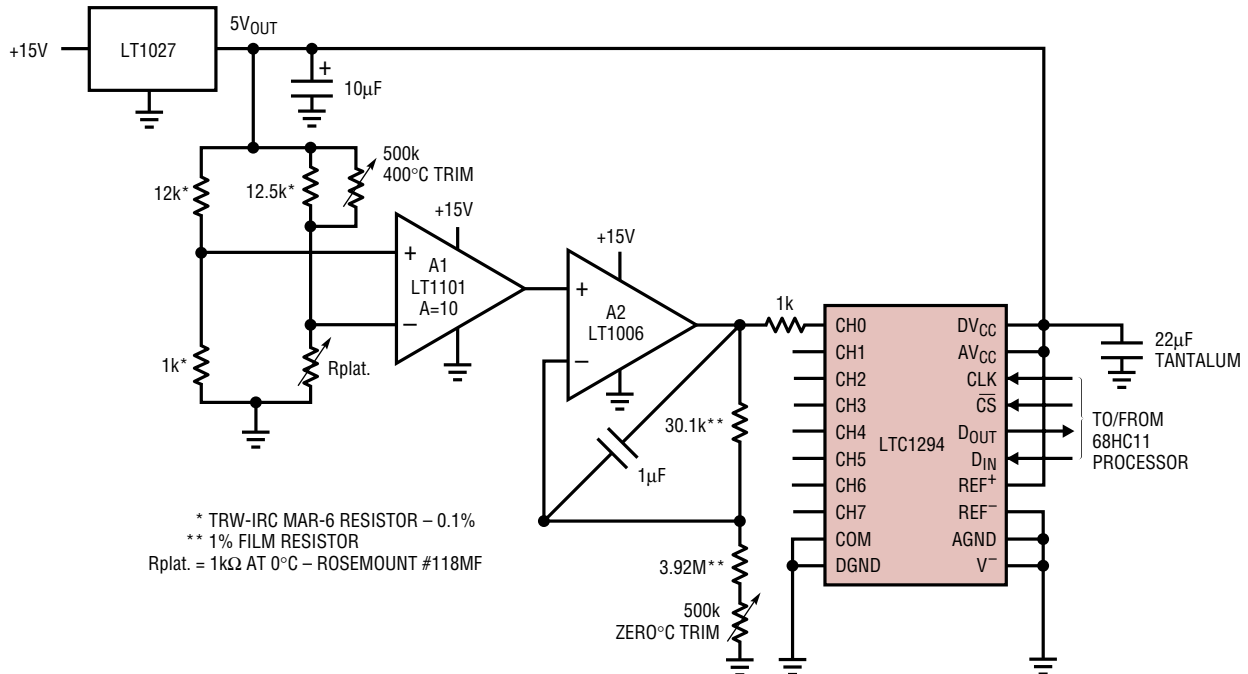 +15V
LT1027
5VOUT
+
10µF
12k*
12.5k*
500k
400°C TRIM
+15V
+
A1
LT1101
A=10
–
1k*
Rplat.
+15V
+
A2
LT1006
–
1k
30.1k**
1µF
3.92M**
500k
ZERO°C TRIM
CH0
CH1
CH2
CH3
CH4
CH5
CH6
CH7
COM
DGND
LTC1294
DVCC
AVCC
CLK
C̅S̅
DOUT
DIN
REF+
REF–
AGND
V–
22µF
TANTALUM
TO/FROM
68HC11
PROCESSOR
* TRW-IRC MAR-6 RESISTOR – 0.1%
** 1% FILM RESISTOR
Rplat. = 1kΩ AT 0°C – ROSEMOUNT #118MF